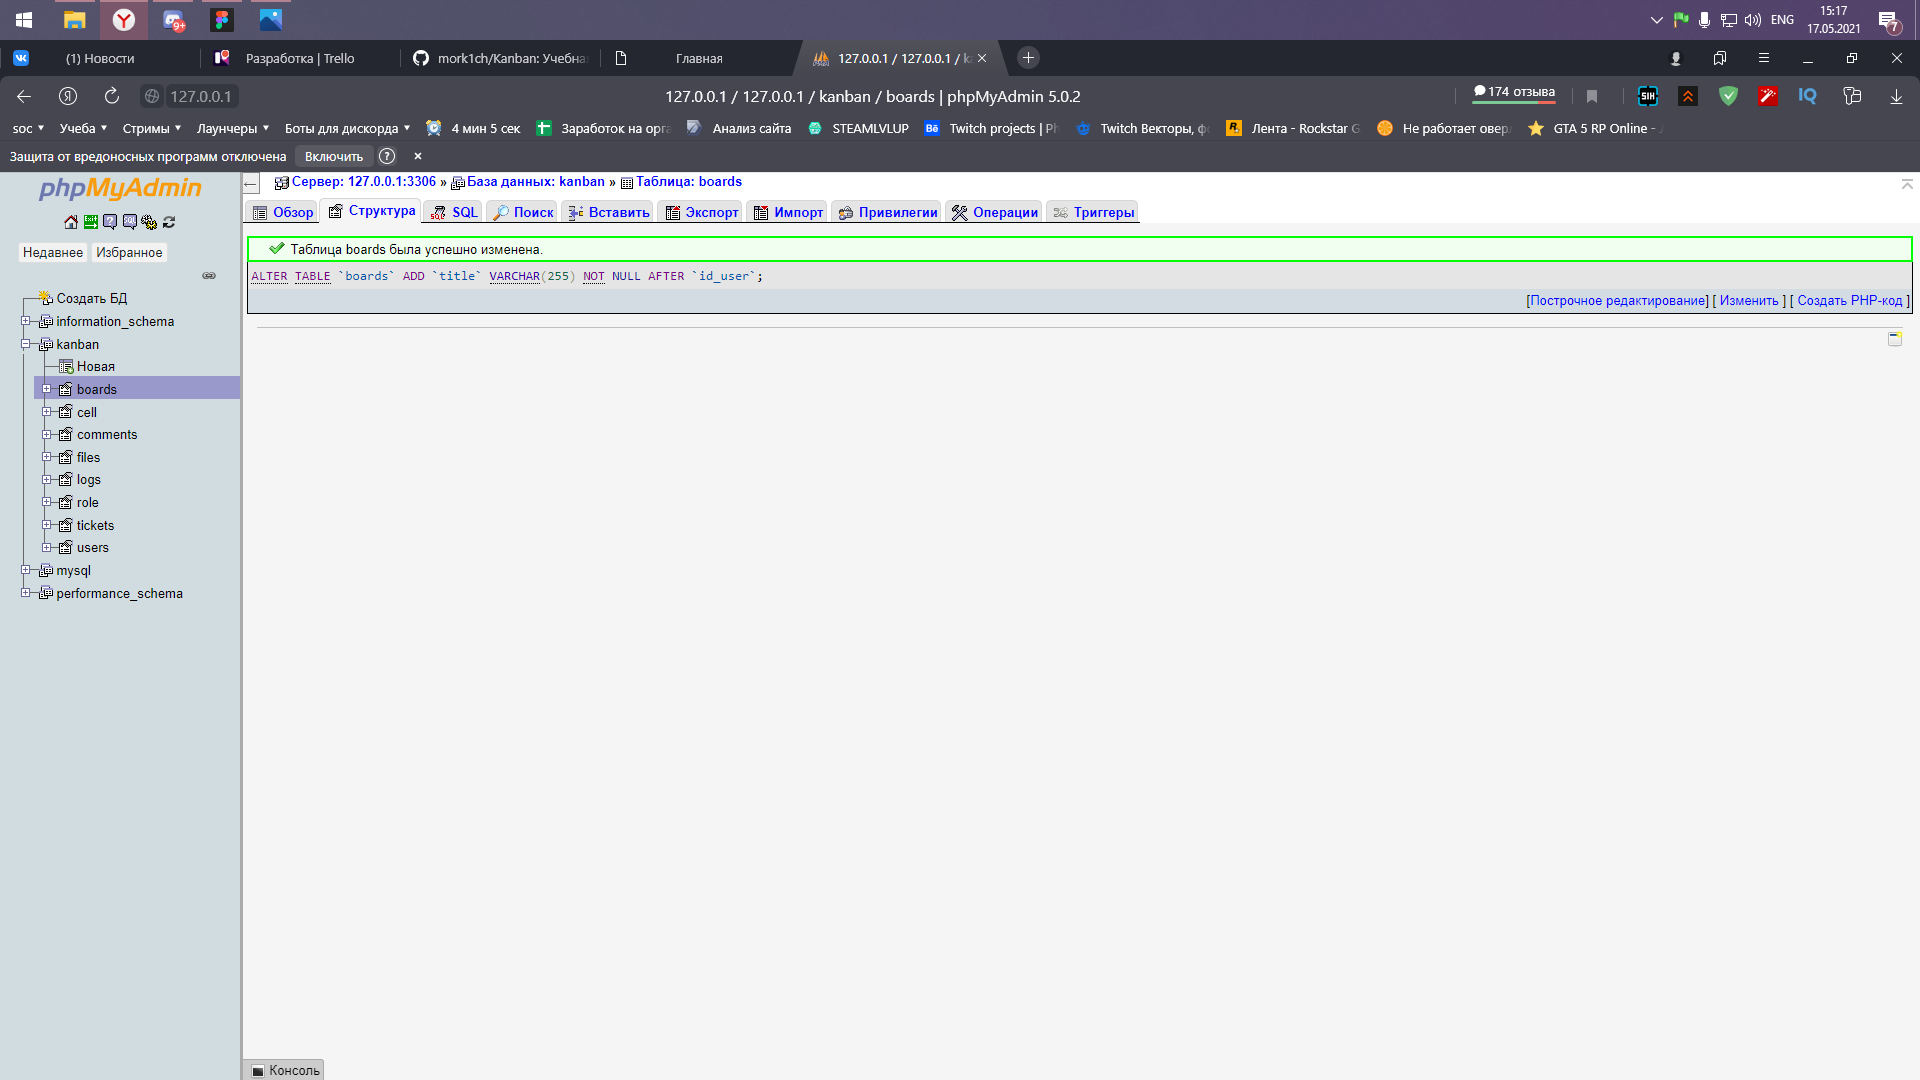 9+
ENG
15:17
17.05.2021
7
(1) Новости
Разработка | Trello
mork1ch/Kanban: Учебна
Главная
127.0.0.1 / 127.0.0.1 / k
127.0.0.1
127.0.0.1 / 127.0.0.1 / kanban / boards | phpMyAdmin 5.0.2
174 отзыва
SIH
IQ
soc
Учеба
Стримы
Лаунчеры
Боты для дискорда
4 мин 5 сек
Заработок на орга
Анализ сайта
STEAMLVLUP
Bē
Twitch projects | Ph
Twitch Векторы, ф
Лента - Rockstar G
Не работает овер
GTA 5 RP Online -
Защита от вредоносных программ отключена
Включить
phpMyAdmin
Недавнее
Избранное
Создать БД
information_schema
kanban
Новая
boards
cell
comments
files
logs
role
tickets
users
mysql
performance_schema
Сервер: 127.0.0.1:3306 » База данных: kanban » Таблица: boards
Обзор
Структура
SQL
Поиск
Вставить
Экспорт
Импорт
Привилегии
Операции
Триггеры
Таблица boards была успешно изменена.
ALTER TABLE `boards` ADD `title` VARCHAR(255) NOT NULL AFTER `id_user`;
[Построчное редактирование] [ Изменить ] [ Создать PHP-код ]
Консоль